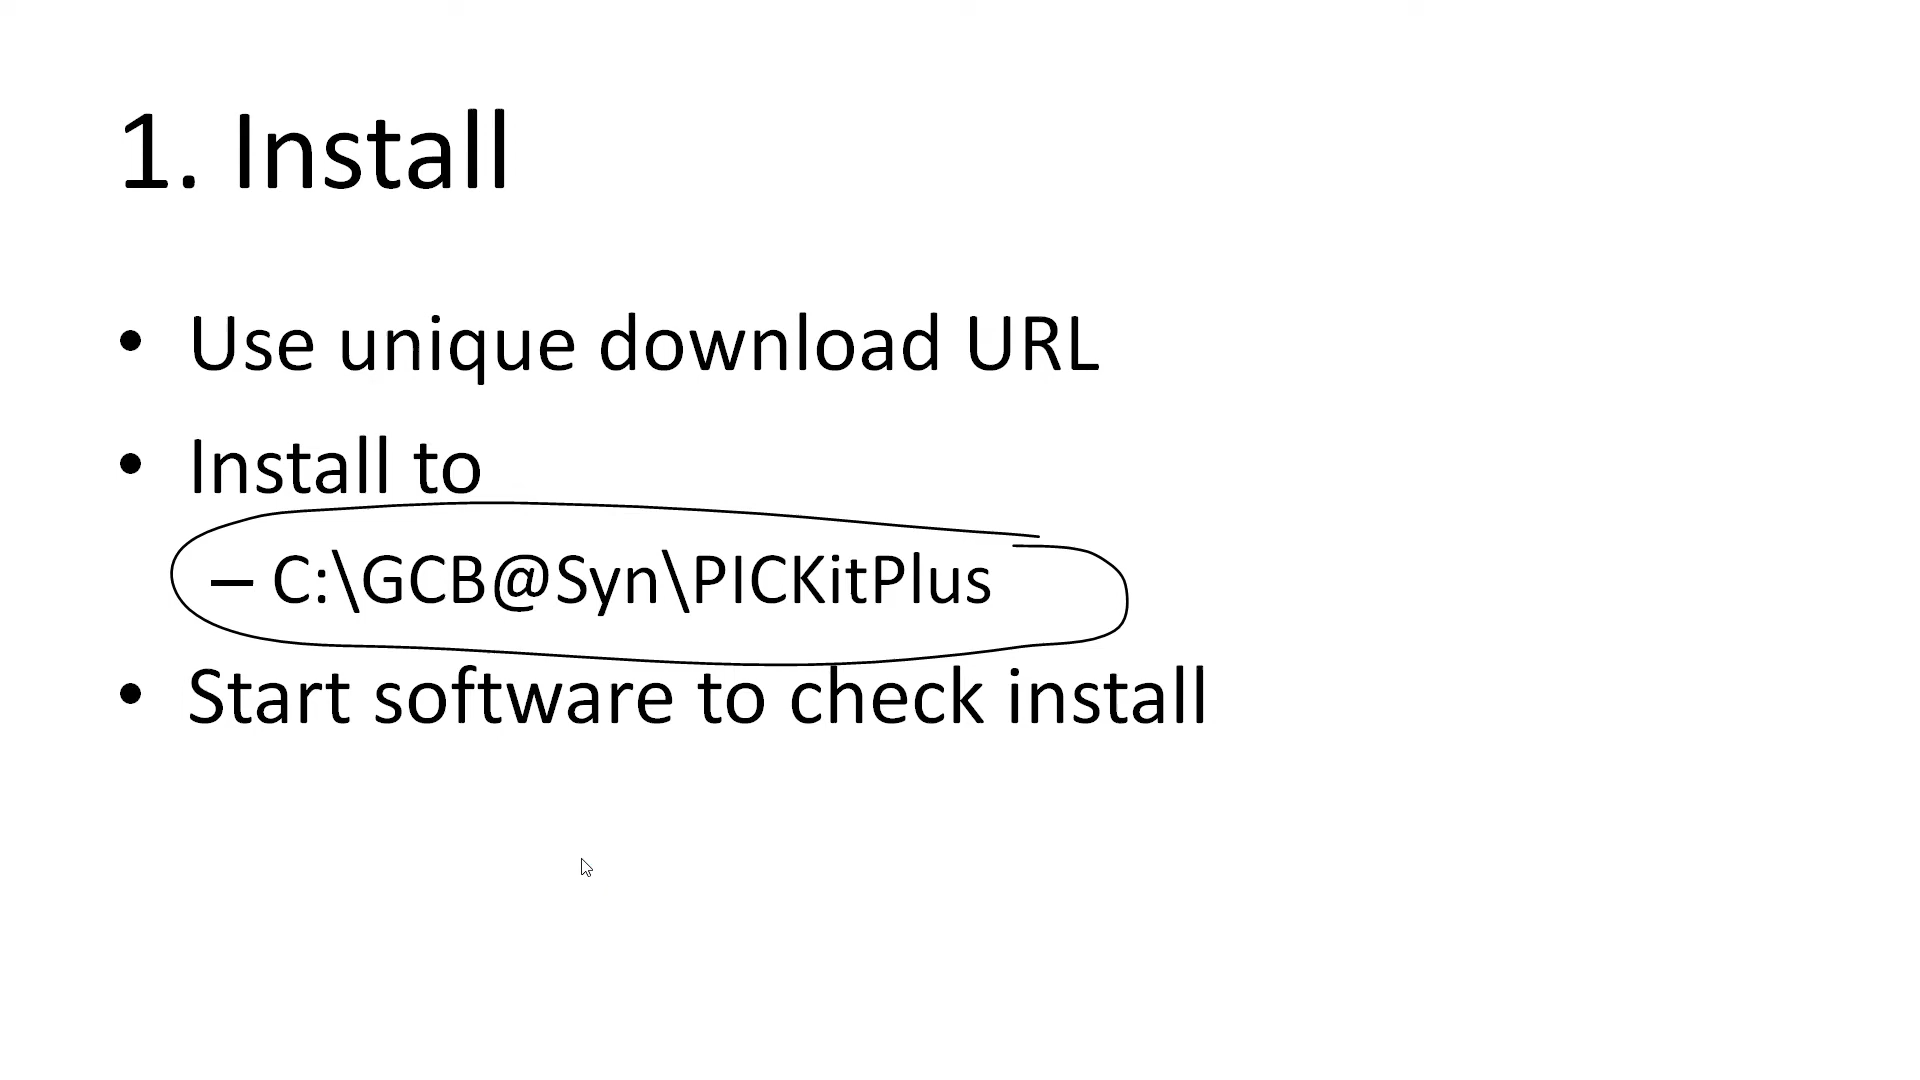 1. Install
• Use unique download URL
• Install to
– C:\GCB@Syn\PICKitPlus
• Start software to check install